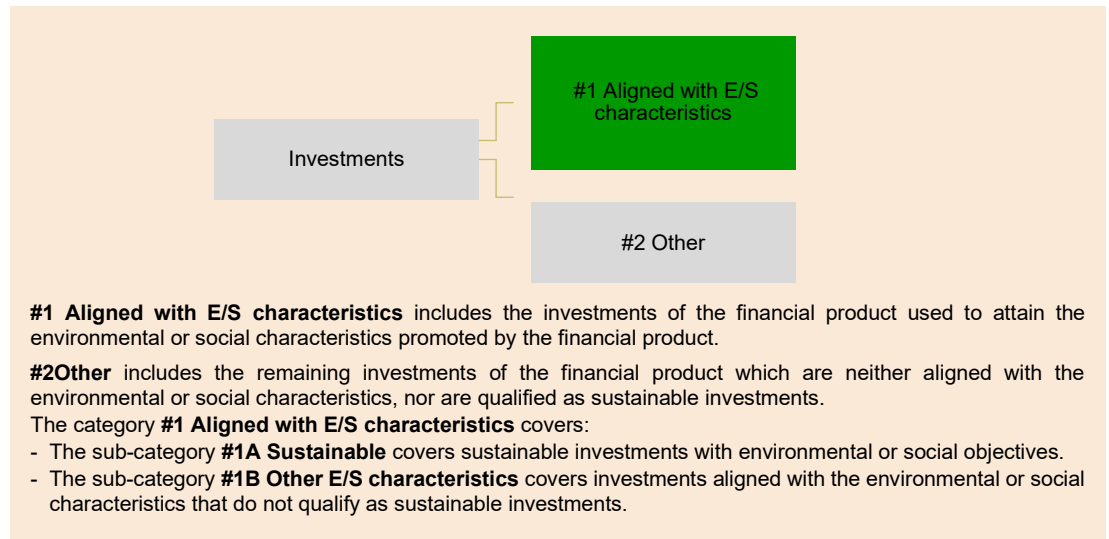 #1 Aligned with E/S
characteristics
Investments
#2 Other
#1 Aligned with E/S characteristics includes the investments of the financial product used to attain the
environmental or social characteristics promoted by the financial product.
#2Other includes the remaining investments of the financial product which are neither aligned with the
environmental or social characteristics, nor are qualified as sustainable investments.
The category #1 Aligned with E/S characteristics covers:
- The sub-category #1A Sustainable covers sustainable investments with environmental or social objectives.
- The sub-category #1B Other E/S characteristics covers investments aligned with the environmental or social
characteristics that do not qualify as sustainable investments.